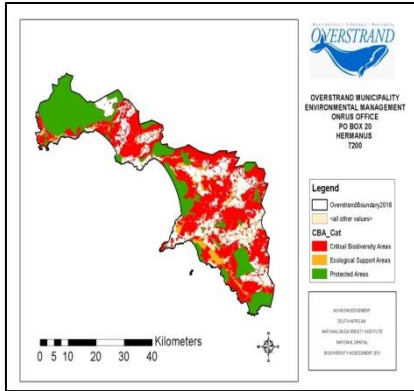 OVERSTRAND
OVERSTRAND MUNICIPALITY
ENVIRONMENTAL MANAGEMENT
ONRUS OFFICE
PO BOX 20
HERMANUS
7200
Legend
OverstrandBoundary2016
<all other values>
CBA_Cat
Critical Biodiversity Areas
Ecological Support Areas
Protected Areas
Kilometers
0 5 10 20 30 40
ACKNOWLEDGEMENT
SOUTH AFRICAN
NATIONAL BIODIVERSITY INSTITUTE
NATIONAL SPATIAL
BIODIVERSITY ASSESSMENT